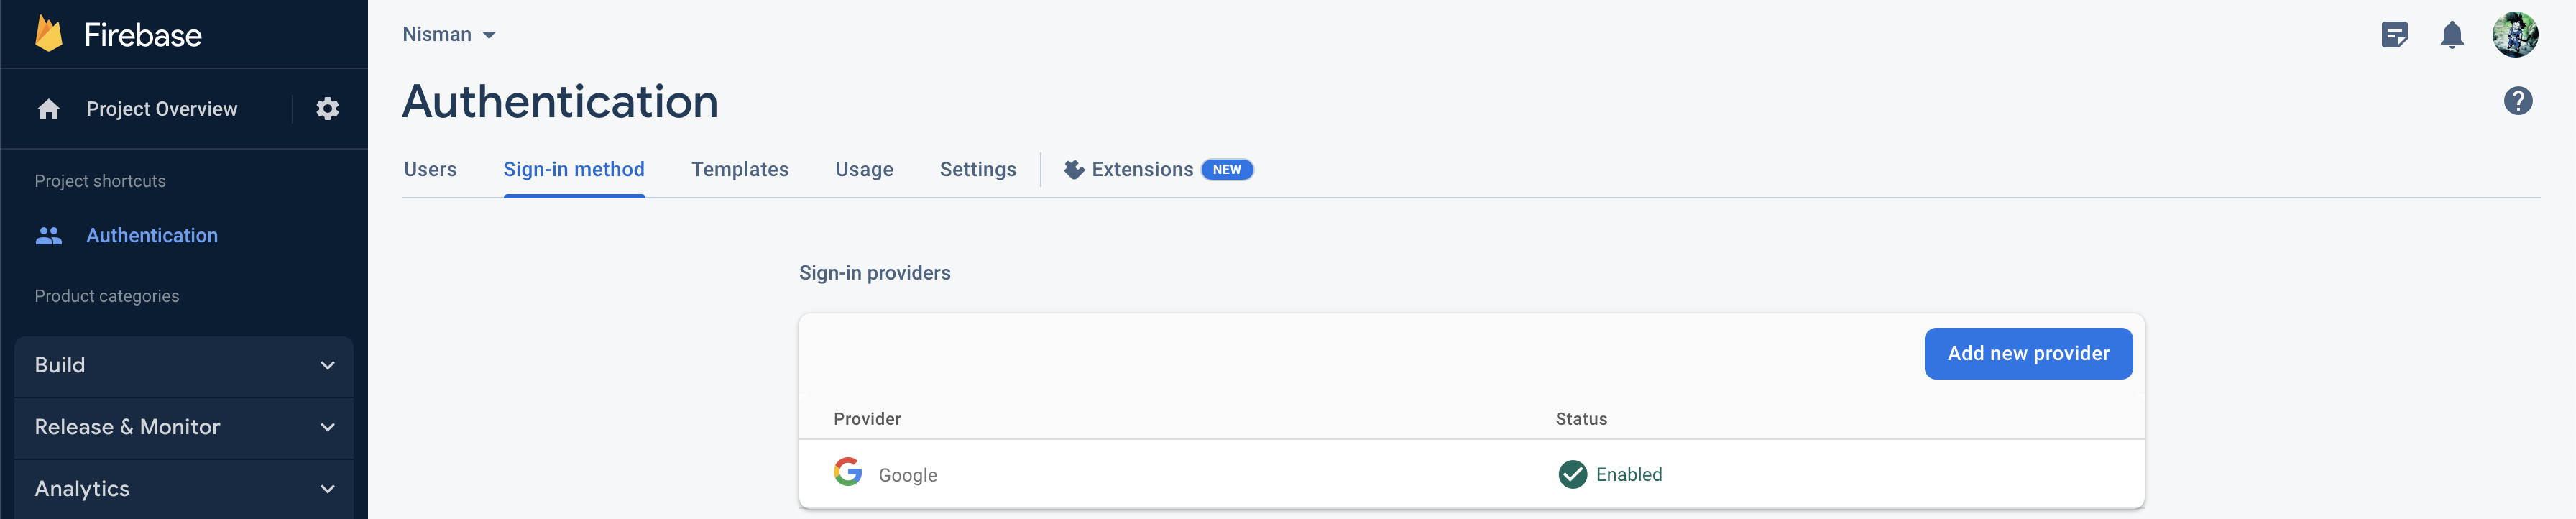 Firebase
Project Overview
Project shortcuts
Authentication
Product categories
Build
Release & Monitor
Analytics
Nisman
Authentication
Users Sign-in method Templates Usage Settings Extensions NEW
Sign-in providers
Add new provider
Provider Status
Google Enabled